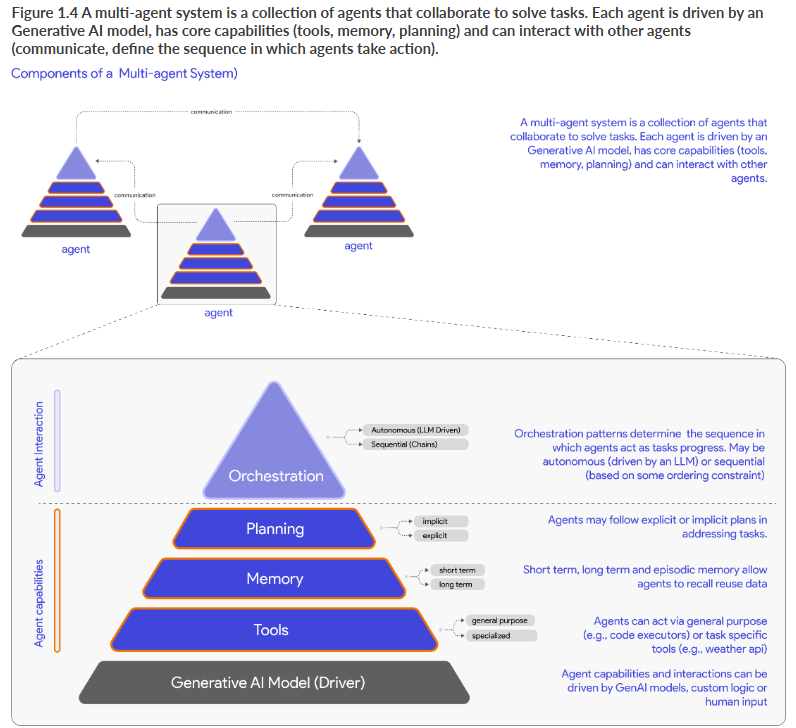 Figure 1.4 A multi-agent system is a collection of agents that collaborate to solve tasks. Each agent is driven by an
Generative AI model, has core capabilities (tools, memory, planning) and can interact with other agents
(communicate, define the sequence in which agents take action).
Components of a Multi-agent System)
communication
A multi-agent system is a collection of agents that
collaborate to solve tasks. Each agent is driven by an
Generative AI model, has core capabilities (tools,
memory, planning) and can interact with other
agents.
communication
communication
agent
agent
agent
Agent Interaction
Orchestration
Autonomous (LLM Driven)
Sequential (Chains)
Orchestration patterns determine the sequence in
which agents act as tasks progress. May be
autonomous (driven by an LLM) or sequential
(based on some ordering constraint)
Agent capabilities
Planning
implicit
explicit
Agents may follow explicit or implicit plans in
addressing tasks.
Memory
short term
long term
Short term, long term and episodic memory allow
agents to recall reuse data
Tools
general purpose
specialized
Agents can act via general purpose
(e.g., code executors) or task specific
tools (e.g., weather api)
Generative AI Model (Driver)
Agent capabilities and interactions can be
driven by GenAI models, custom logic or
human input